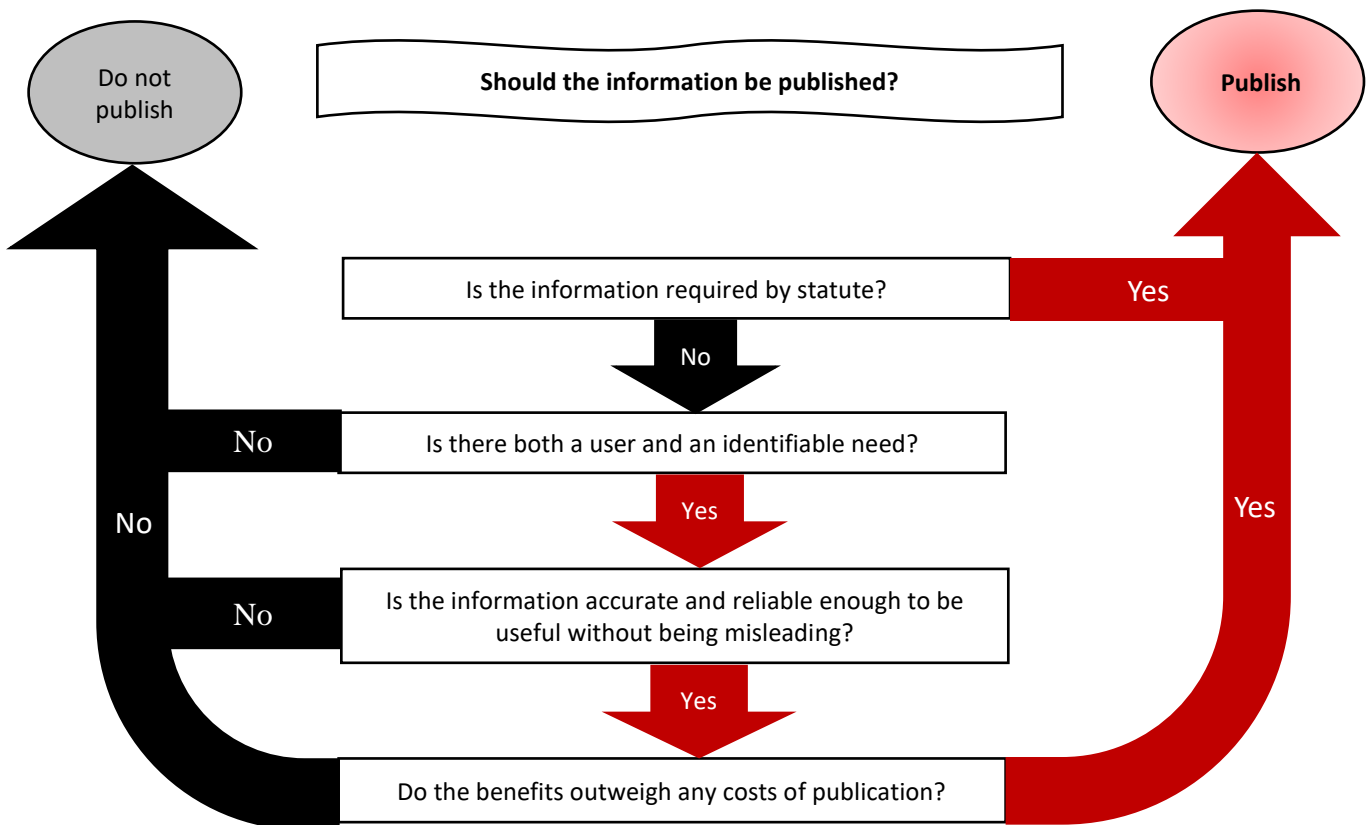 Do not
publish
Should the information be published?
Publish
Is the information required by statute?
Yes
No
No
Is there both a user and an identifiable need?
Yes
No
Yes
No
Is the information accurate and reliable enough to be
useful without being misleading?
Yes
Do the benefits outweigh any costs of publication?